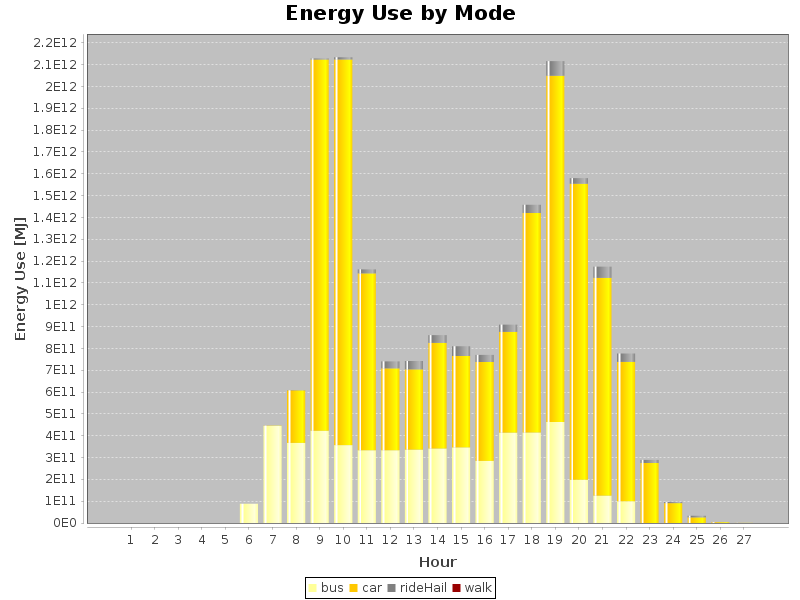 Energy Use by Mode
2.2E12
2.1E12
2E12
1.9E12
1.8E12
1.7E12
1.6E12
1.5E12
1.4E12
1.3E12
1.2E12
1.1E12
1E12
9E11
8E11
7E11
6E11
5E11
4E11
3E11
2E11
1E11
0E0
Energy Use [MJ]
1 2 3 4 5 6 7 8 9 10 11 12 13 14 15 16 17 18 19 20 21 22 23 24 25 26 27
Hour
bus car rideHail walk